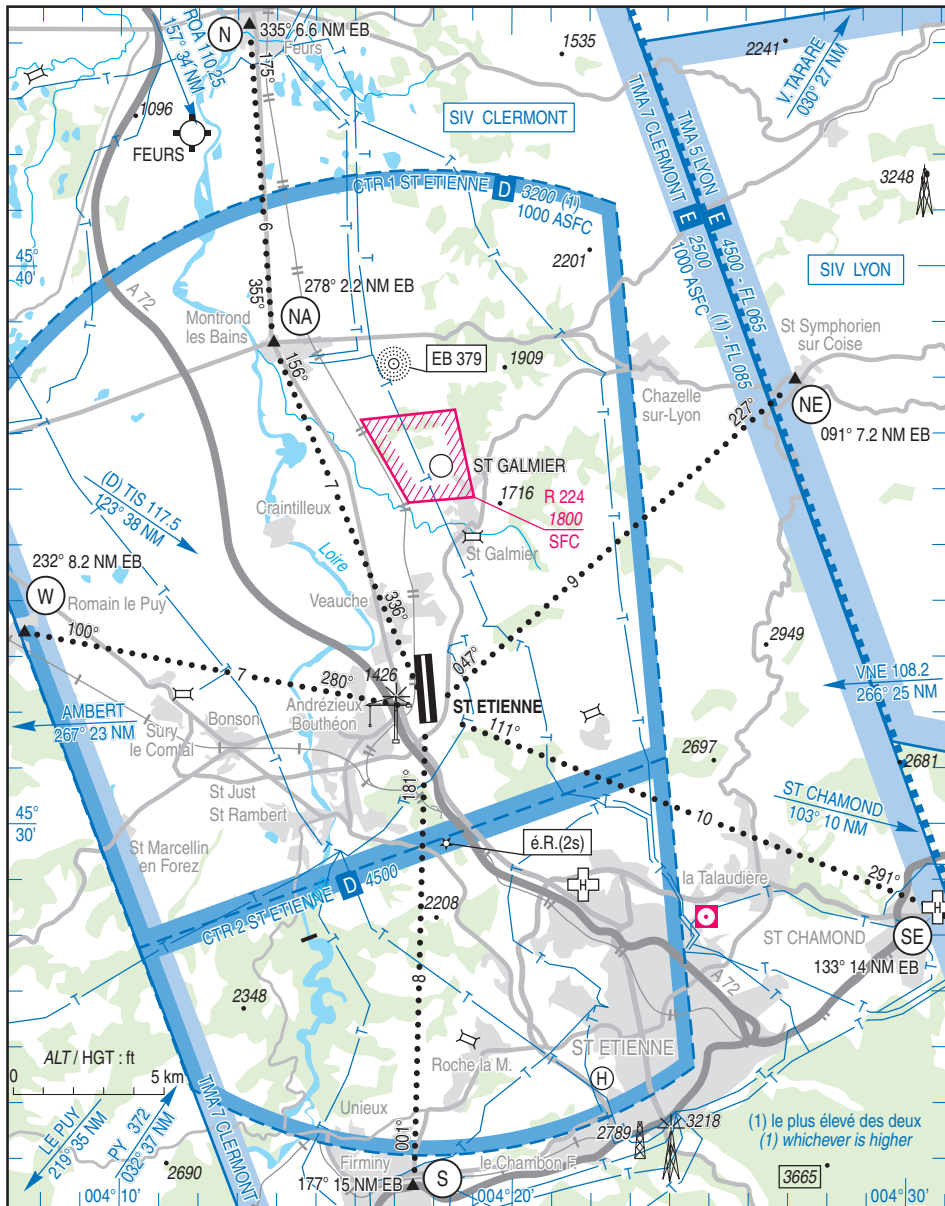 N
335° 6.6 NM EB
Feurs
ROA 110.25
157° 34 NM
175°
1535
2241
V. TARARE
030° 27 NM
1096
FEURS
SIV CLERMONT
TMA 7 CLERMONT
TMA 5 LYON
3248
CTR 1 ST ETIENNE D 3200 (1)
1000 ASFC
E
E
2500
1000 ASFC
4500 - FL 065
(1) - FL 085
6
2201
45°
40'
SIV LYON
355°
A 72
278° 2.2 NM EB
NA
Montrond
les Bains
St Symphorien
sur Coise
EB 379
1909
156°
Chazelle
sur-Lyon
NE
091° 7.2 NM EB
227°
ST GALMIER
7
(D) TIS 117.5
123° 38 NM
Craintilleux
1716
R 224
1800
SFC
St Galmier
Loire
9
232° 8.2 NM EB
W
Romain le Puy
Veauche
336°
100°
2949
7
280°
1426
047°
VNE 108.2
266° 25 NM
AMBERT
267° 23 NM
Bonson
Sury
le Comtal
Andrézieux
Bouthéon
ST ETIENNE
111°
2697
2681
181°
St Just
St Rambert
ST CHAMOND
103° 10 NM
45°
30'
10
é.R.(2s)
St Marcellin
en Forez
la Talaudière
291°
H
H
CTR 2 ST ETIENNE D 4500
2208
ST CHAMOND
SE
133° 14 NM EB
8
A 72
2348
ST ETIENNE
ALT / HGT : ft
0
5 km
Roche la M.
H
TMA 7 CLERMONT
LE PUY
219° 35 NM
PY 372
032° 37 NM
Unieux
001°
2789
3218
(1) le plus élevé des deux
(1) whichever is higher
2690
Firminy
le Chambon F.
3665
177° 15 NM EB
S
004° 10'
004° 20'
004° 30'